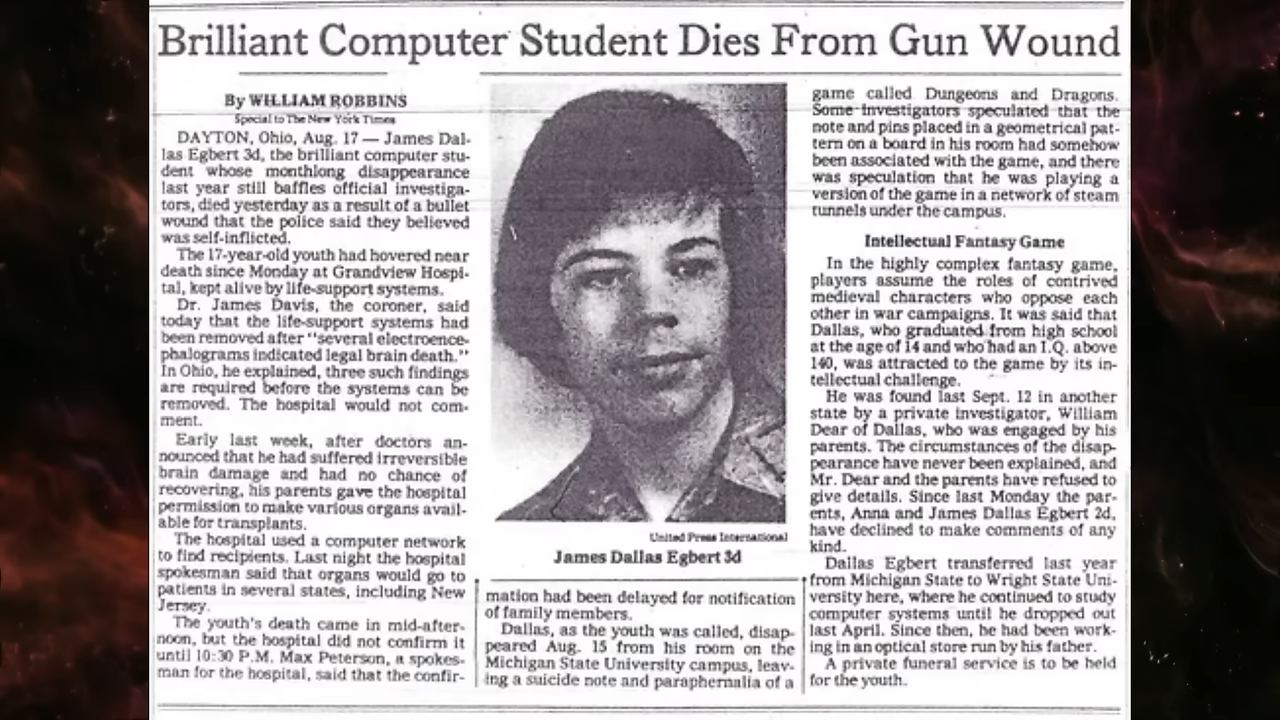 Brilliant Computer Student Dies From Gun Wound
By WILLIAM ROBBINS
Special to The New York Times
DAYTON, Ohio, Aug. 17 — James Dal-
las Egbert 3d, the brilliant computer stu-
dent whose monthlong disappearance
last year still baffles official investiga-
tors, died yesterday as a result of a bullet
wound that the police said they believed
was self-inflicted.
The 17-year-old youth had hovered near
death since Monday at Grandview Hospi-
tal, kept alive by life-support systems.
Dr. James Davis, the coroner, said
today that the life-support systems had
been removed after "several electroence-
phalograms indicated legal brain death."
In Ohio, he explained, three such findings
are required before the systems can be
removed. The hospital would not com-
ment.
Early last week, after doctors an-
nounced that he had suffered irreversible
brain damage and had no chance of
recovering, his parents gave the hospital
permission to make various organs avail-
able for transplants.
The hospital used a computer network
to find recipients. Last night the hospital
spokesman said that organs would go to
patients in several states, including New
Jersey.
The youth's death came in mid-after-
noon, but the hospital did not confirm it
until 10:30 P.M. Max Peterson, a spokes-
man for the hospital, said that the confir-
United Press International
James Dallas Egbert 3d
mation had been delayed for notification
of family members.
Dallas, as the youth was called, disap-
peared Aug. 15 from his room on the
Michigan State University campus, leav-
ing a suicide note and paraphernalia of a
game called Dungeons and Dragons.
Some investigators speculated that the
note and pins placed in a geometrical pat-
tern on a board in his room had somehow
been associated with the game, and there
was speculation that he was playing a
version of the game in a network of steam
tunnels under the campus.
Intellectual Fantasy Game
In the highly complex fantasy game,
players assume the roles of contrived
medieval characters who oppose each
other in war campaigns. It was said that
Dallas, who graduated from high school
at the age of 14 and who had an I.Q. above
140, was attracted to the game by its in-
tellectual challenge.
He was found last Sept. 12 in another
state by a private investigator, William
Dear of Dallas, who was engaged by his
parents. The circumstances of the disap-
pearance have never been explained, and
Mr. Dear and the parents have refused to
give details. Since last Monday the par-
ents, Anna and James Dallas Egbert 2d,
have declined to make comments of any
kind.
Dallas Egbert transferred last year
from Michigan State to Wright State Uni-
versity here, where he continued to study
computer systems until he dropped out
last April. Since then, he had been work-
ing in an optical store run by his father.
A private funeral service is to be held
for the youth.